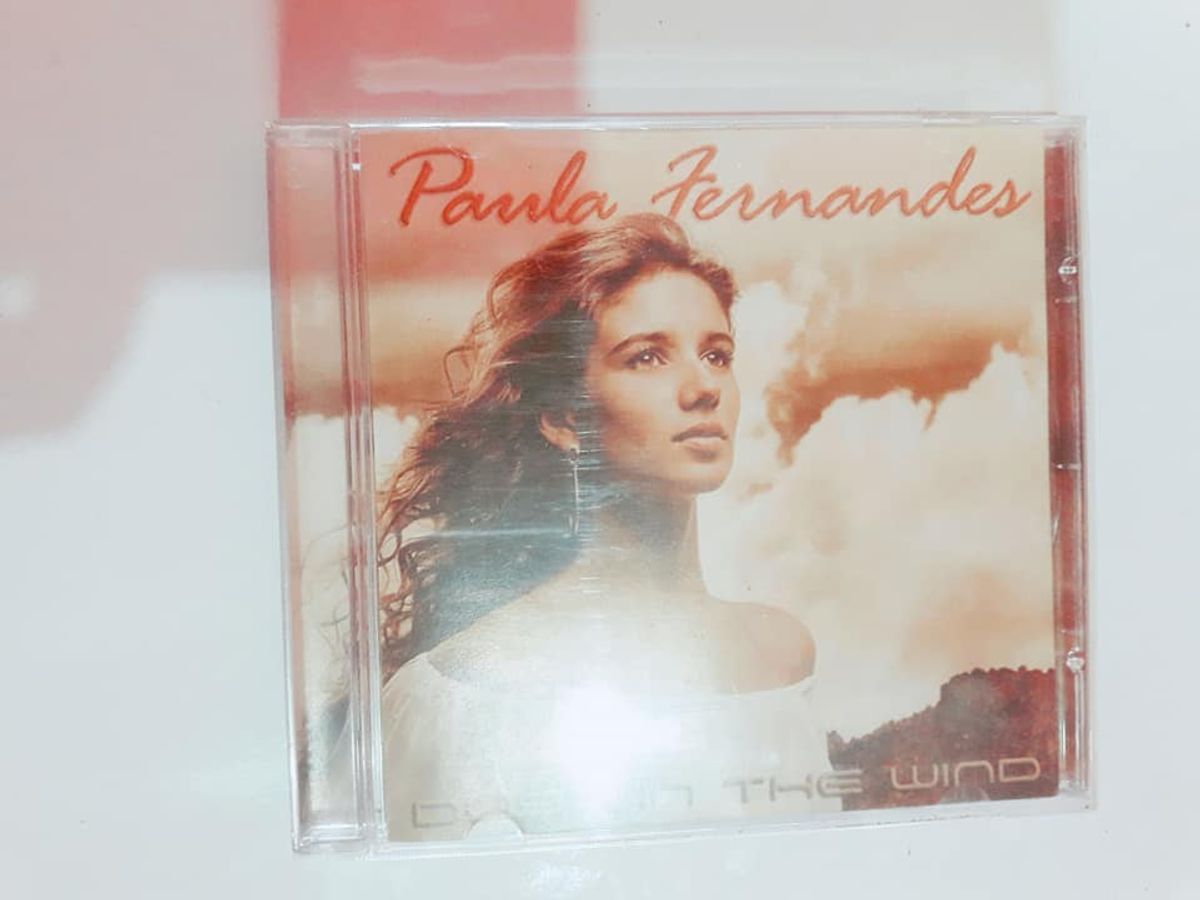 Paula Fernandes
THE WIND